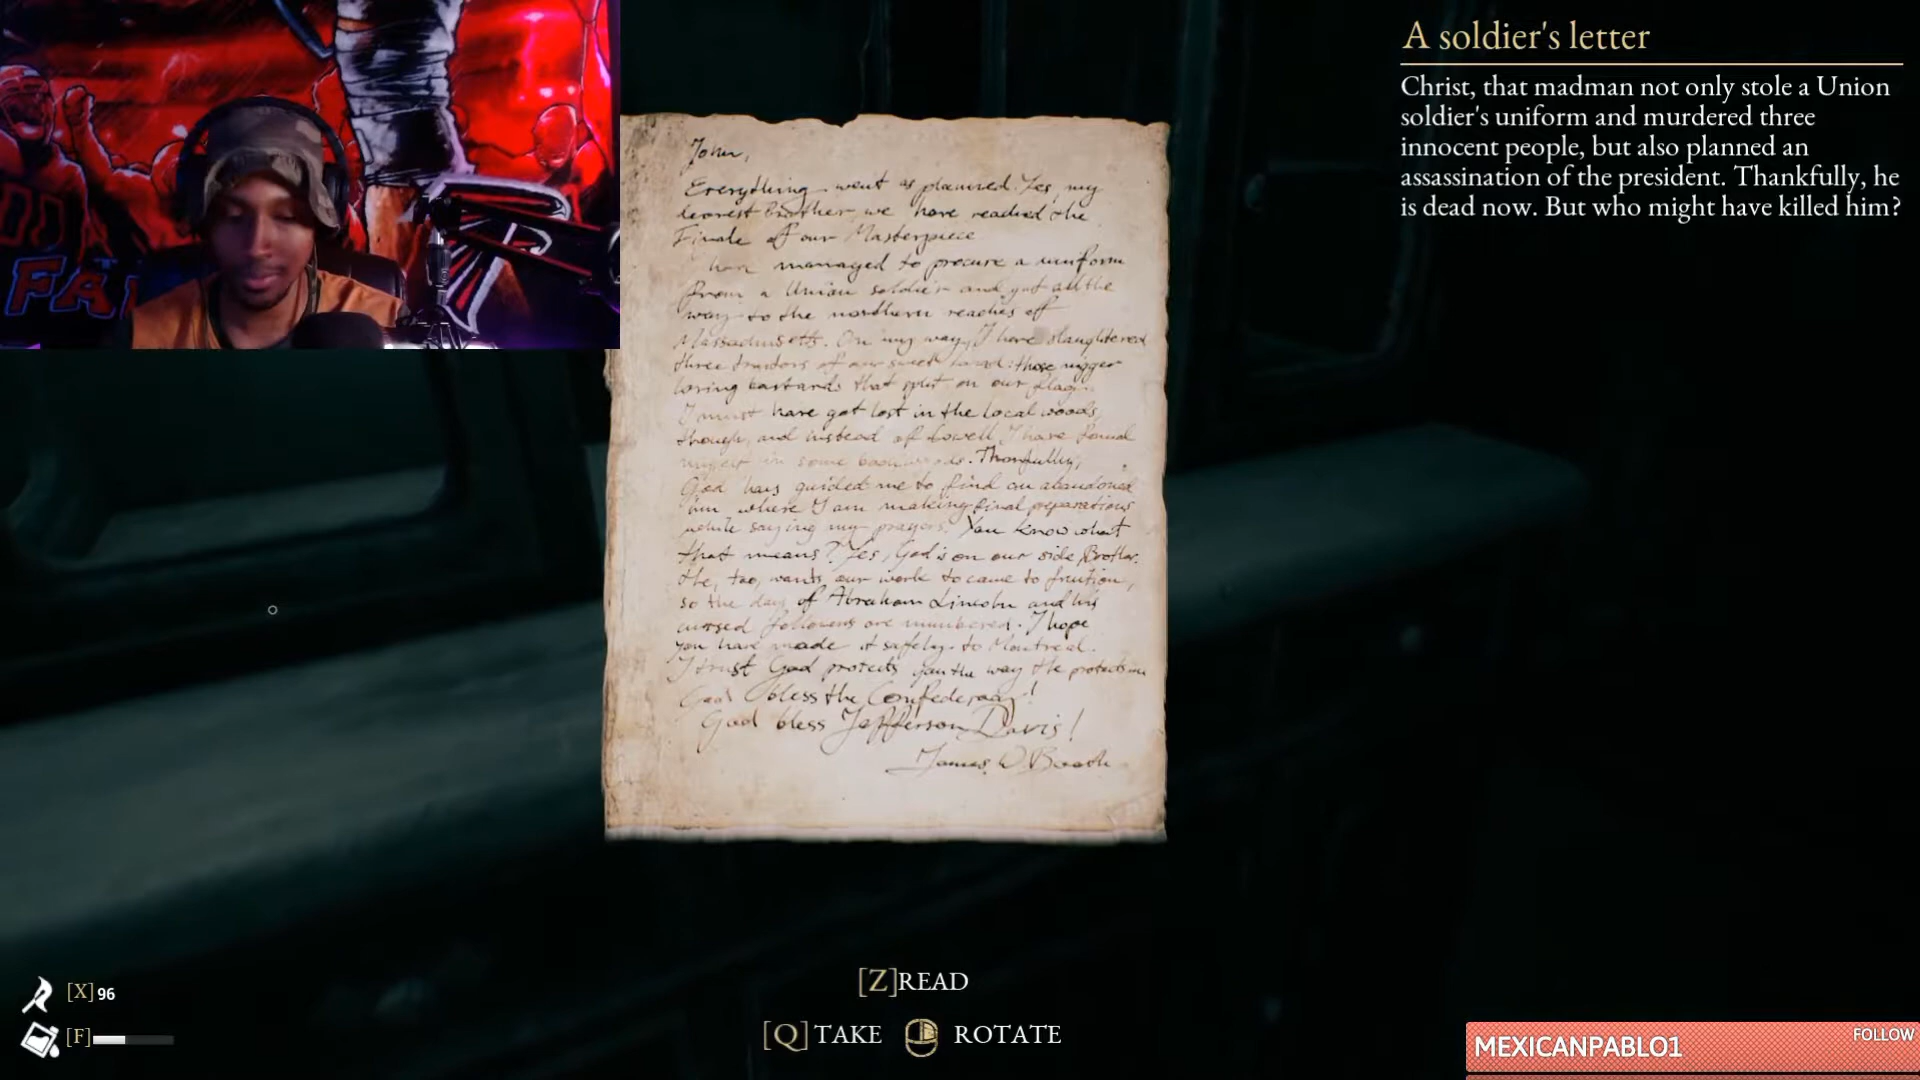 A soldier's letter
Christ, that madman not only stole a Union
soldier's uniform and murdered three
innocent people, but also planned an
assassination of the president. Thankfully, he
is dead now. But who might have killed him?
John,
Everything went as planned. Yes, my
dearest Brother we have reached the
Finale of our Masterpiece
have managed to procure a uniform
from a Union soldier and got all the
way to the northern reaches of
Massachusetts. On my way, I have slaughtered
three traitors of our sweet land: those nigger
loving bastards that spit on our flag.
I must have got lost in the local woods,
though, and instead of Lowell I have found
myself in some backwoods. Thankfully,
God has guided me to find an abandoned
inn where I am making final preparations
while saying my prayers. You know what
that means? Yes, God is on our side, Brother.
He, too, wants our work to came to fruition,
so the days of Abraham Lincoln and his
cursed followers are numbered. I hope
you have made it safely to Montreal.
I trust God protects you the way He protects me
God bless the Confederacy!
God bless Jefferson Davis!
James W Booth
FA
[X] 96
[F]
[Z] READ
[Q] TAKE ROTATE
FOLLOW
MEXICANPABLO1